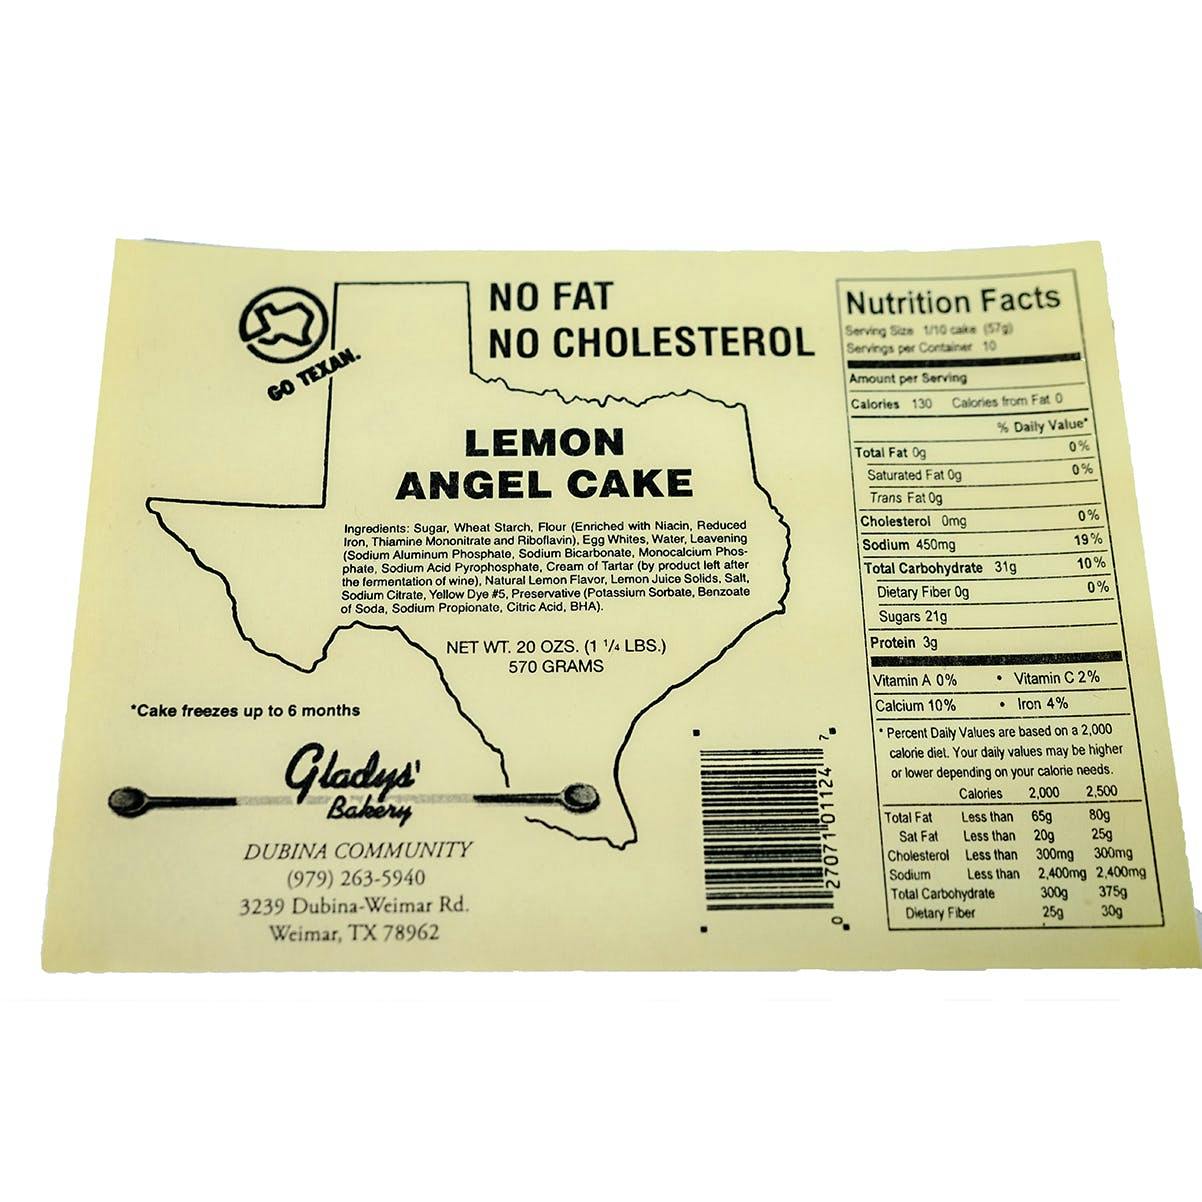 GO TEXAN.
NO FAT
NO CHOLESTEROL
LEMON
ANGEL CAKE
Ingredients: Sugar, Wheat Starch, Flour (Enriched with Niacin, Reduced
Iron, Thiamine Mononitrate and Riboflavin), Egg Whites, Water, Leavening
(Sodium Aluminum Phosphate, Sodium Bicarbonate, Monocalcium Phos-
phate, Sodium Acid Pyrophosphate, Cream of Tartar (by product left after
the fermentation of wine), Natural Lemon Flavor, Lemon Juice Solids, Salt,
Sodium Citrate, Yellow Dye #5, Preservative (Potassium Sorbate, Benzoate
of Soda, Sodium Propionate, Citric Acid, BHA).
NET WT. 20 OZS. (1 1/4 LBS.)
570 GRAMS
*Cake freezes up to 6 months
Gladys'
Bakery
DUBINA COMMUNITY
(979) 263-5940
3239 Dubina-Weimar Rd.
Weimar, TX 78962
0 27071 01124 7
Nutrition Facts
Serving Size 1/10 cake (57g)
Servings per Container 10
Amount per Serving
Calories 130 Calories from Fat 0
% Daily Value*
Total Fat 0g 0%
Saturated Fat 0g 0%
Trans Fat 0g
Cholesterol 0mg 0%
Sodium 450mg 19%
Total Carbohydrate 31g 10%
Dietary Fiber 0g 0%
Sugars 21g
Protein 3g
Vitamin A 0% • Vitamin C 2%
Calcium 10% • Iron 4%
* Percent Daily Values are based on a 2,000
calorie diet. Your daily values may be higher
or lower depending on your calorie needs.
Calories 2,000 2,500
Total Fat Less than 65g 80g
Sat Fat Less than 20g 25g
Cholesterol Less than 300mg 300mg
Sodium Less than 2,400mg 2,400mg
Total Carbohydrate 300g 375g
Dietary Fiber 25g 30g